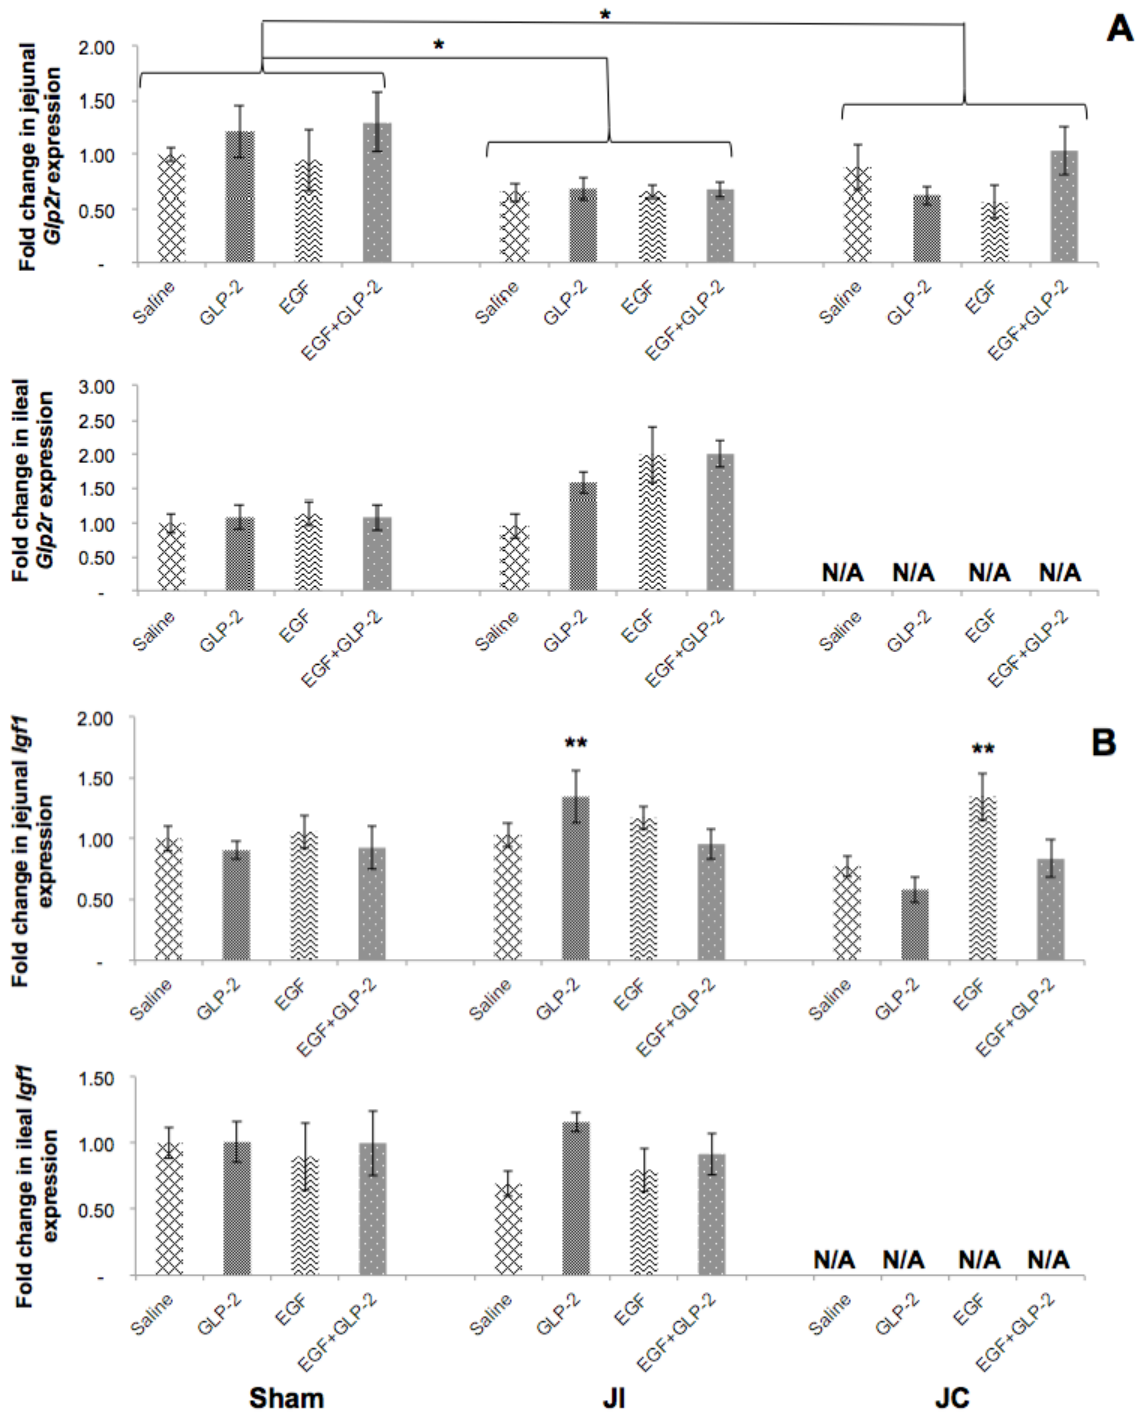 A
*
*
Fold change in jejunal
Glp2r expression
2.00
1.50
1.00
0.50
-
Saline
GLP-2
EGF
EGF+GLP-2
Saline
GLP-2
EGF
EGF+GLP-2
Saline
GLP-2
EGF
EGF+GLP-2
Fold change in ileal
Glp2r expression
3.00
2.50
2.00
1.50
1.00
0.50
-
N/A N/A N/A N/A
Saline
GLP-2
EGF
EGF+GLP-2
Saline
GLP-2
EGF
EGF+GLP-2
Saline
GLP-2
EGF
EGF+GLP-2
B
Fold change in jejunal Igf1
expression
2.00
1.50
1.00
0.50
-
**
**
Saline
GLP-2
EGF
EGF+GLP-2
Saline
GLP-2
EGF
EGF+GLP-2
Saline
GLP-2
EGF
EGF+GLP-2
Fold change in ileal Igf1
expression
1.50
1.00
0.50
-
N/A N/A N/A N/A
Saline
GLP-2
EGF
EGF+GLP-2
Saline
GLP-2
EGF
EGF+GLP-2
Saline
GLP-2
EGF
EGF+GLP-2
Sham JI JC